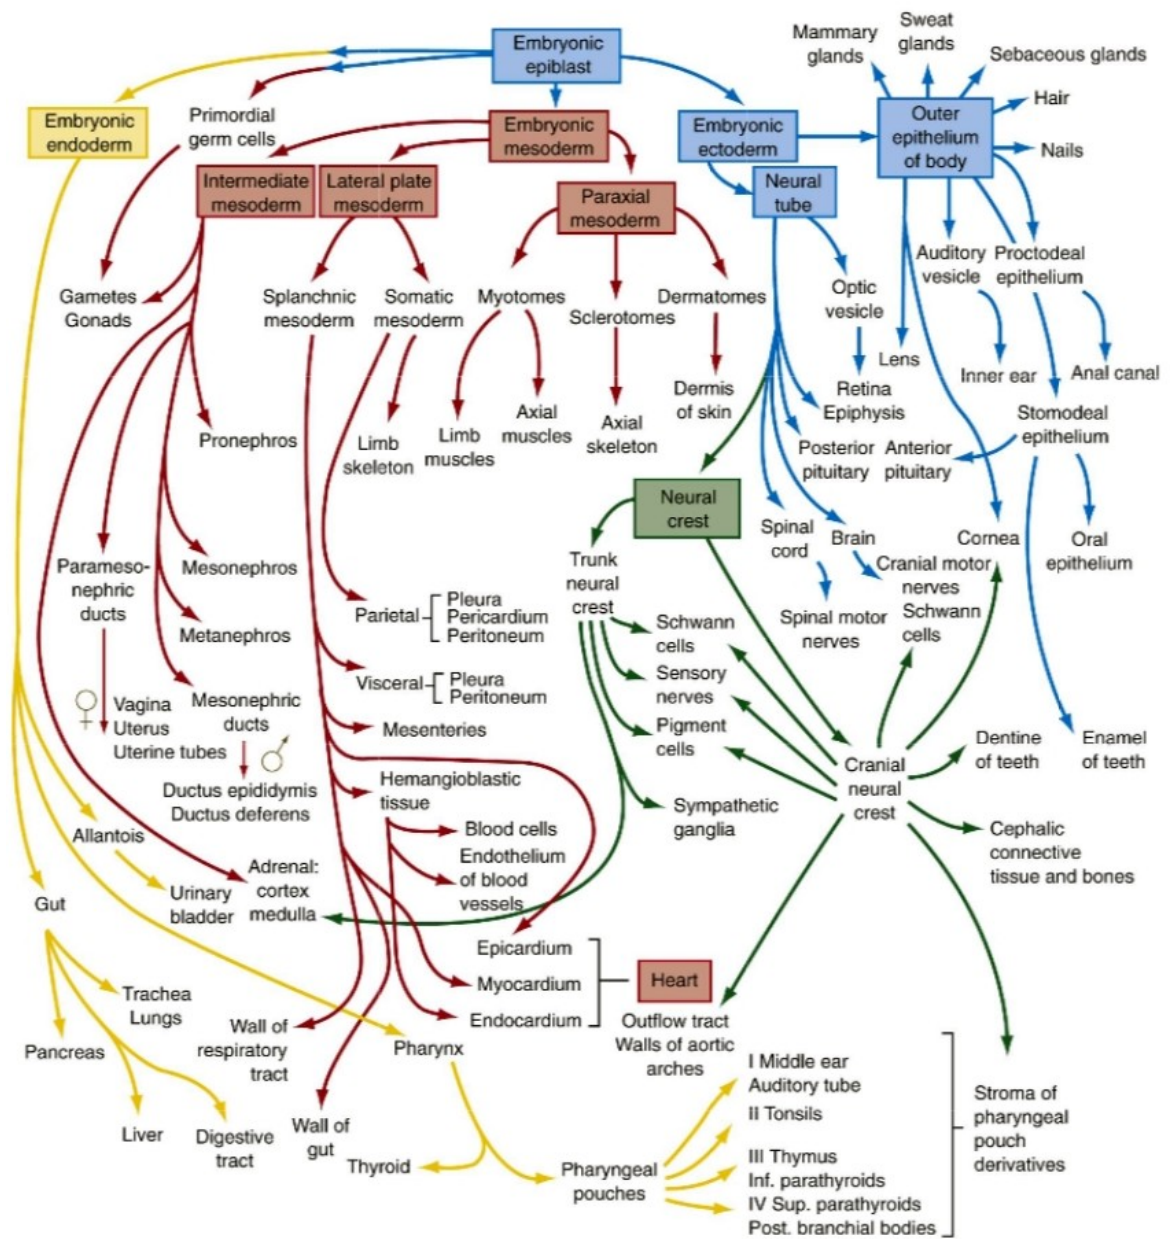 Embryonic
epiblast
Mammary
glands
Sweat
glands
Sebaceous glands
Hair
Nails
Embryonic
endoderm
Primordial
germ cells
Embryonic
mesoderm
Embryonic
ectoderm
Outer
epithelium
of body
Intermediate
mesoderm
Lateral plate
mesoderm
Paraxial
mesoderm
Neural
tube
Gametes
Gonads
Splanchnic
mesoderm
Somatic
mesoderm
Myotomes
Sclerotomes
Dermatomes
Optic
vesicle
Auditory
vesicle
Proctodeal
epithelium
Lens
Inner ear
Anal canal
Pronephros
Limb
skeleton
Limb
muscles
Axial
muscles
Axial
skeleton
Dermis
of skin
Retina
Epiphysis
Posterior
pituitary
Anterior
pituitary
Stomodeal
epithelium
Neural
crest
Spinal
cord
Brain
Cornea
Oral
epithelium
Cranial motor
nerves
Schwann
cells
Spinal motor
nerves
Parameso-
nephric
ducts
Mesonephros
Metanephros
Trunk
neural
crest
Parietal
Pleura
Pericardium
Peritoneum
Visceral
Pleura
Peritoneum
Schwann
cells
Sensory
nerves
Pigment
cells
♀
Vagina
Uterus
Uterine tubes
Mesonephric
ducts
♂
Ductus epididymis
Ductus deferens
Mesenteries
Hemangioblastic
tissue
Sympathetic
ganglia
Cranial
neural
crest
Dentine
of teeth
Enamel
of teeth
Allantois
Blood cells
Endothelium
of blood
vessels
Cephalic
connective
tissue and bones
Gut
Urinary
bladder
Adrenal:
cortex
medulla
Epicardium
Myocardium
Endocardium
Heart
Trachea
Lungs
Pancreas
Wall of
respiratory
tract
Pharynx
Outflow tract
Walls of aortic
arches
Liver
Digestive
tract
Wall of
gut
Thyroid
Pharyngeal
pouches
I Middle ear
Auditory tube
II Tonsils
III Thymus
Inf. parathyroids
IV Sup. parathyroids
Post. branchial bodies
Stroma of
pharyngeal
pouch
derivatives